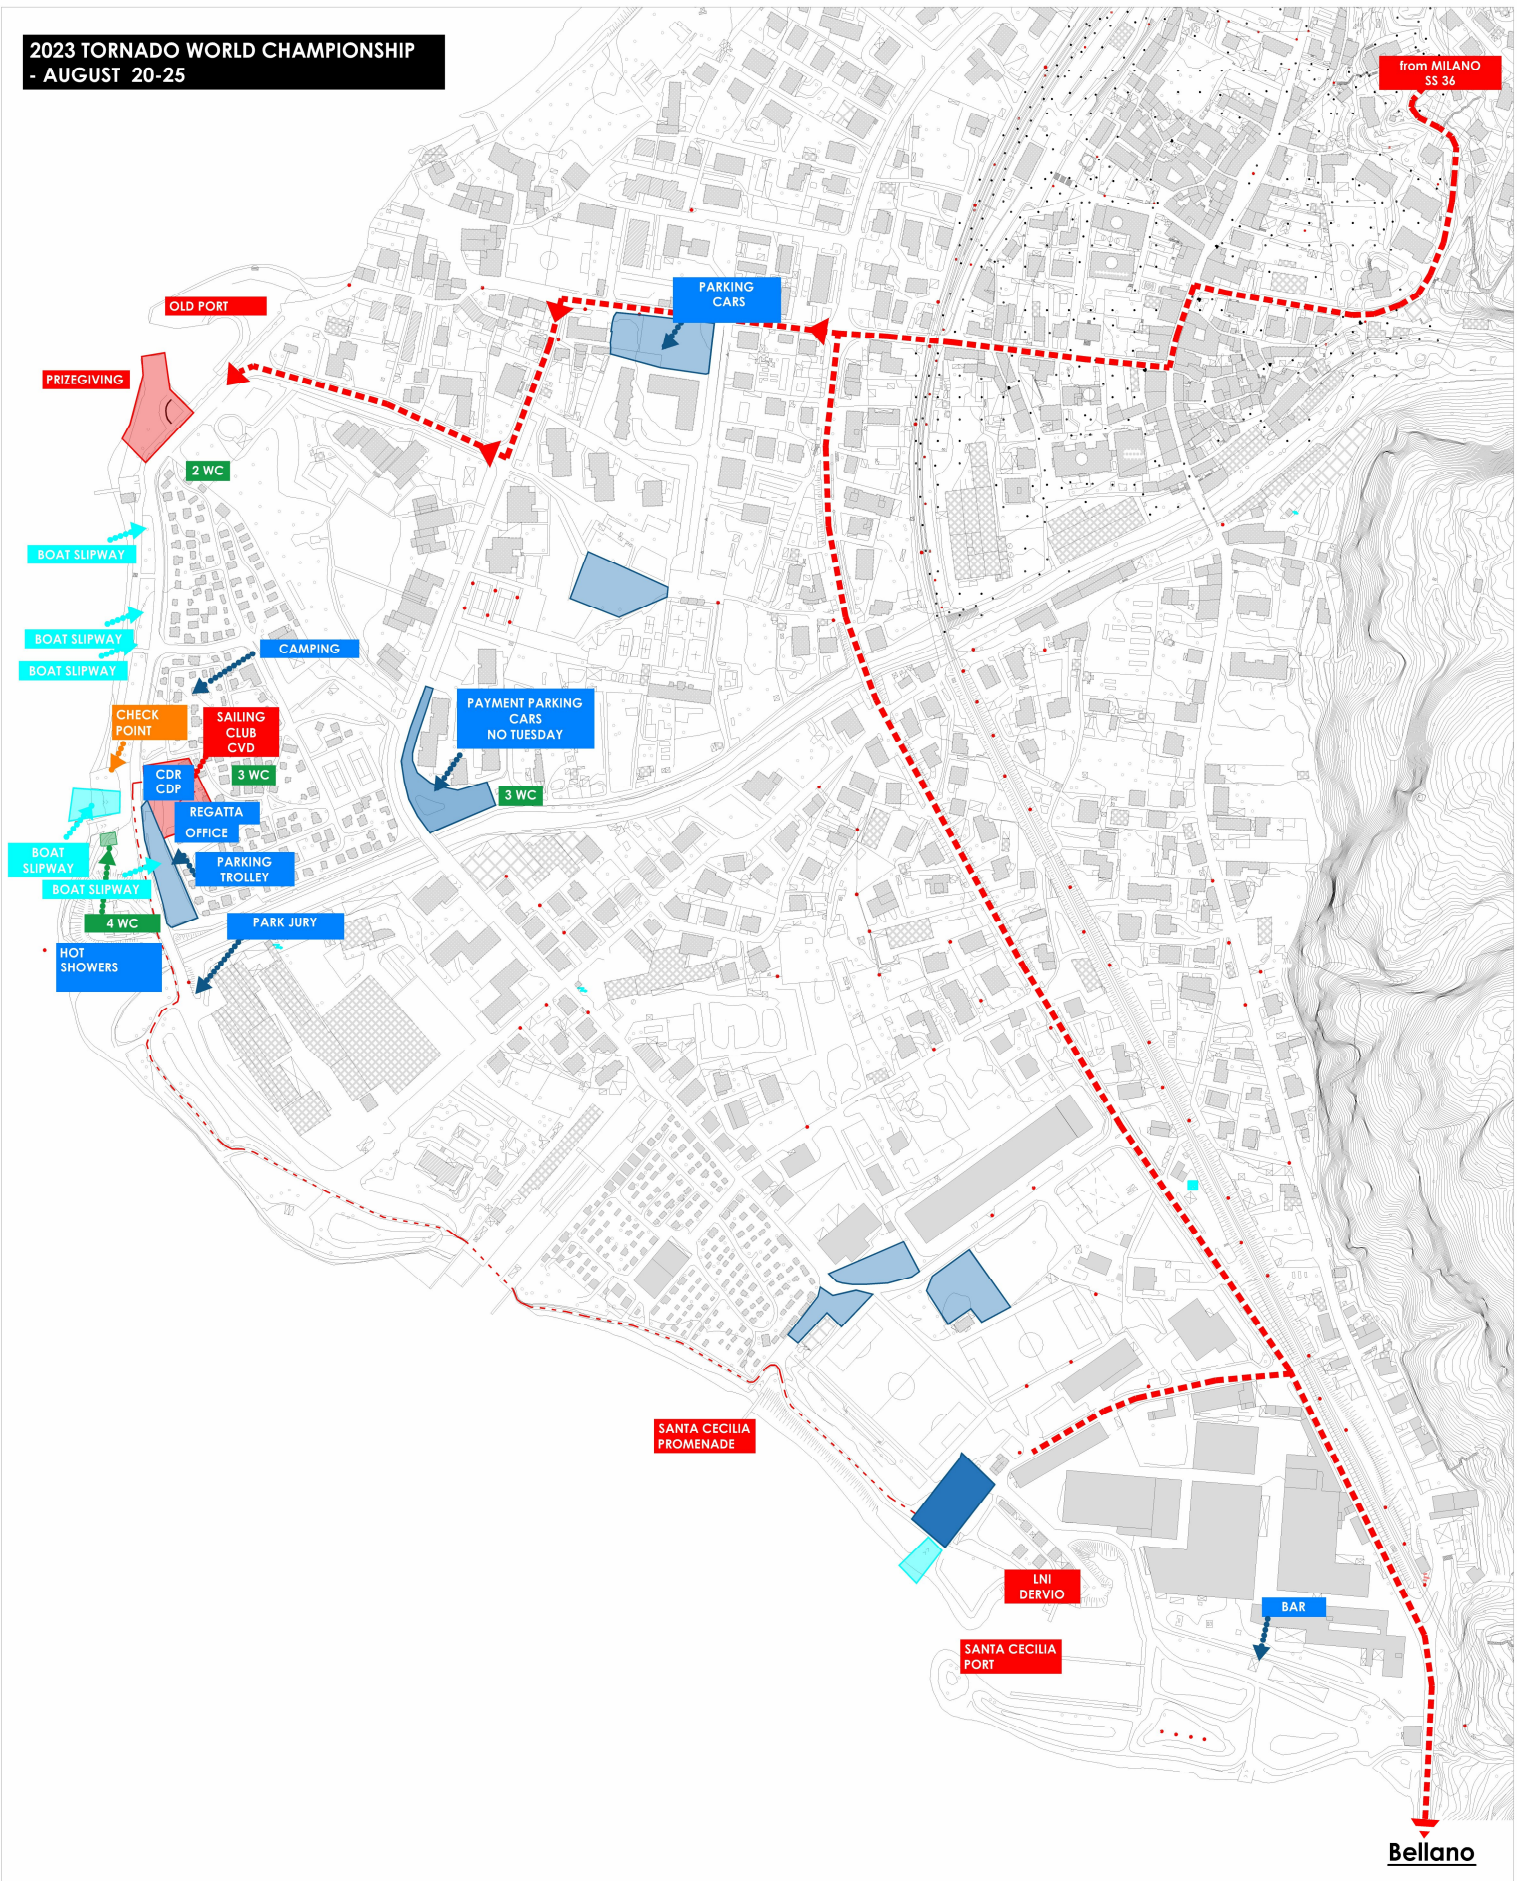 2023 TORNADO WORLD CHAMPIONSHIP
- AUGUST 20-25
from MILANO
SS 36
PARKING
CARS
OLD PORT
PRIZEGIVING
2 WC
BOAT SLIPWAY
BOAT SLIPWAY
BOAT SLIPWAY
CAMPING
CHECK
POINT
SAILING
CLUB
CVD
PAYMENT PARKING
CARS
NO TUESDAY
CDR
CDP
3 WC
3 WC
REGATTA
OFFICE
BOAT
SLIPWAY
PARKING
TROLLEY
BOAT SLIPWAY
4 WC
PARK JURY
HOT
SHOWERS
SANTA CECILIA
PROMENADE
LNI
DERVIO
BAR
SANTA CECILIA
PORT
Bellano